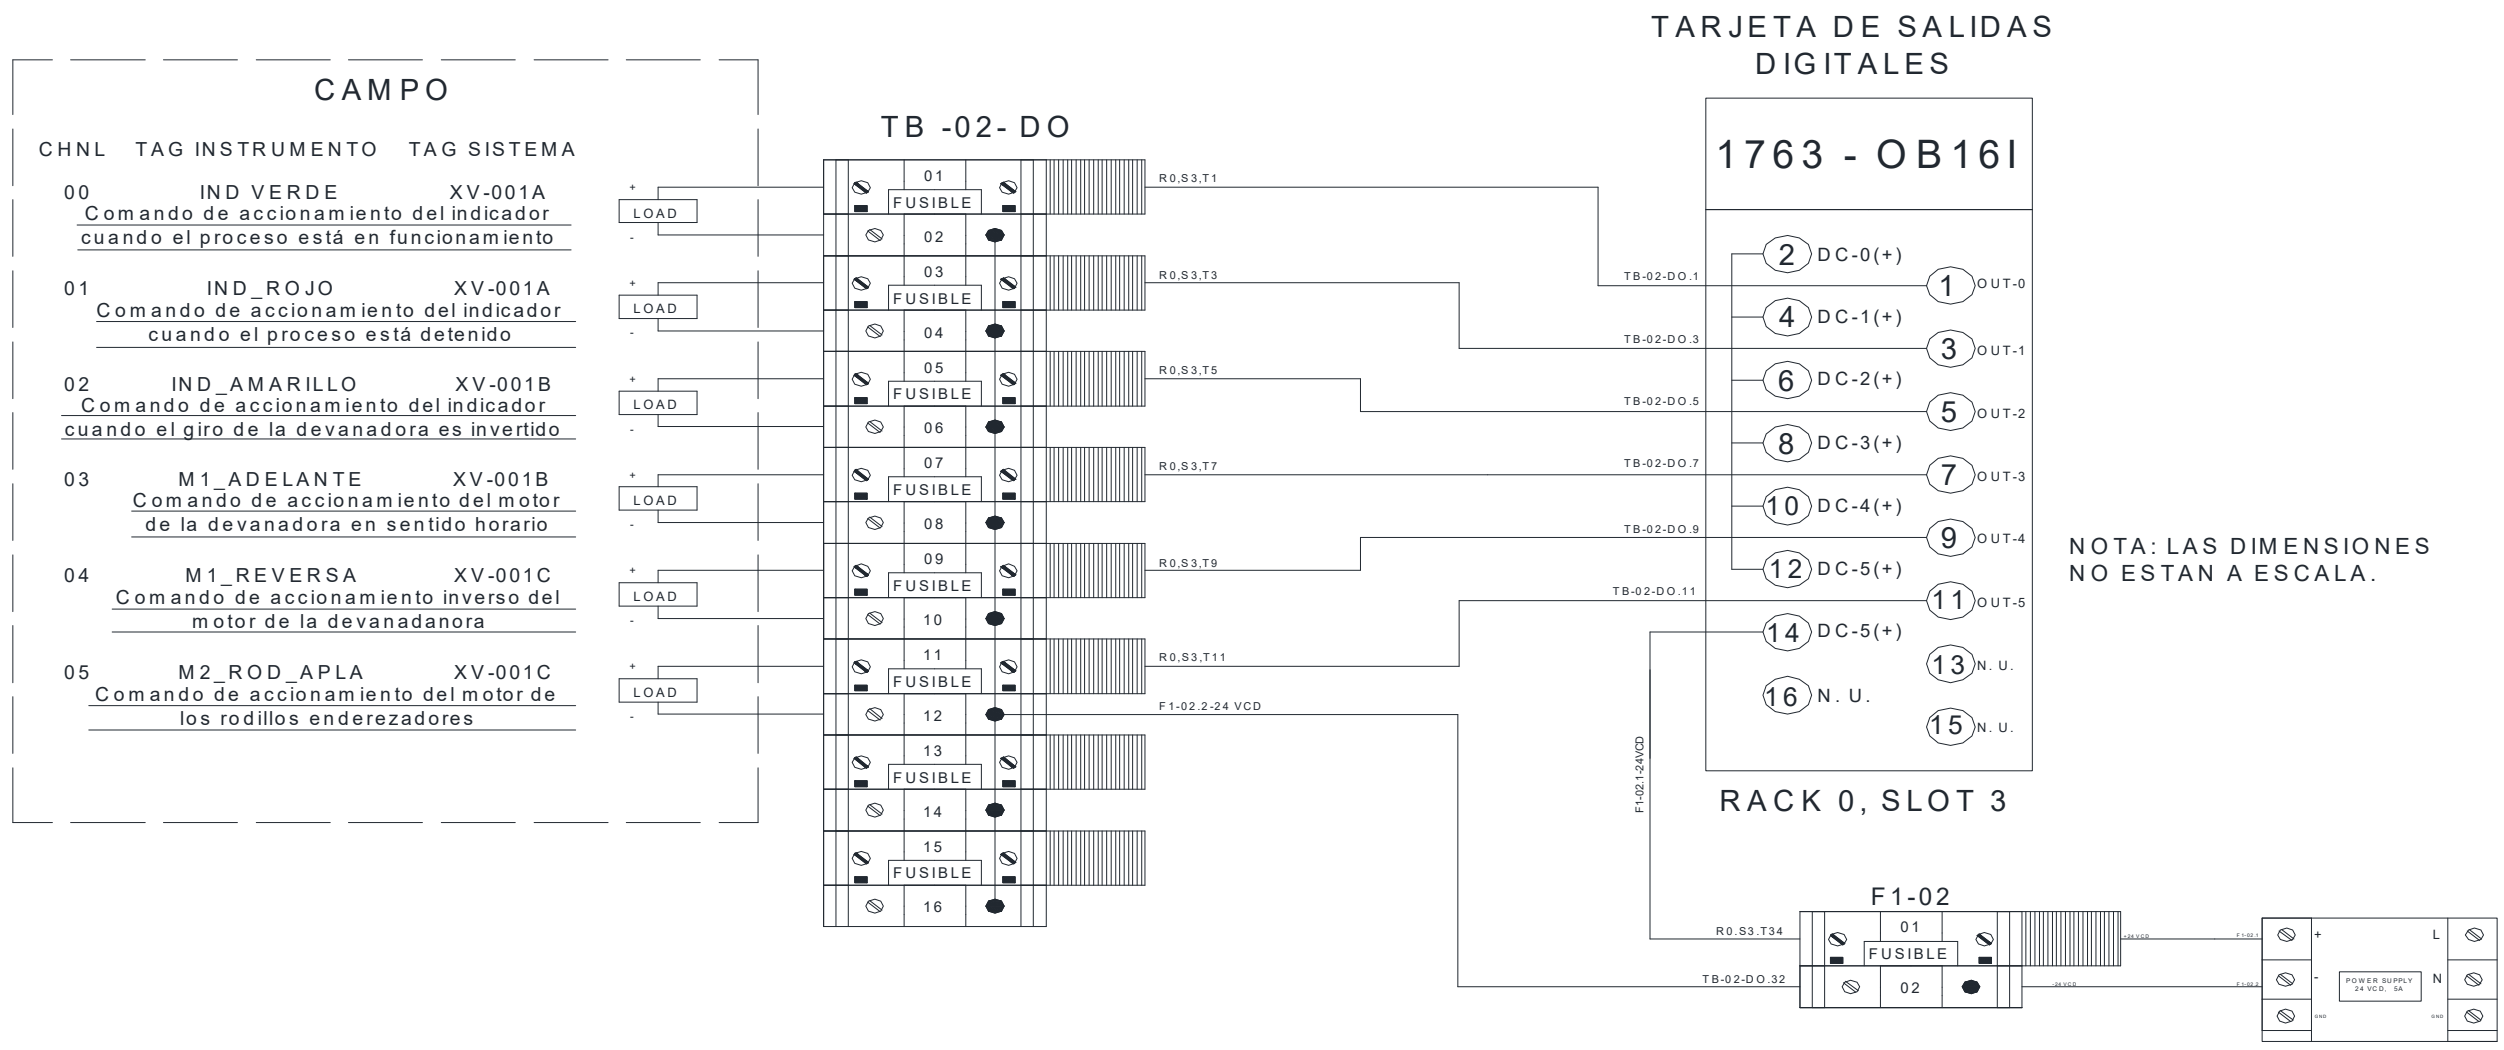 TARJETA DE SALIDAS
DIGITALES
CAMPO
CHNL TAG INSTRUMENTO TAG SISTEMA
00 IND VERDE XV-001A
Comando de accionamiento del indicador
cuando el proceso está en funcionamiento
+
LOAD
-
01 IND_ROJO XV-001A
Comando de accionamiento del indicador
cuando el proceso está detenido
+
LOAD
-
02 IND_AMARILLO XV-001B
Comando de accionamiento del indicador
cuando el giro de la devanadora es invertido
+
LOAD
-
03 M1_ADELANTE XV-001B
Comando de accionamiento del motor
de la devanadora en sentido horario
+
LOAD
-
04 M1_REVERSA XV-001C
Comando de accionamiento inverso del
motor de la devanadanora
+
LOAD
-
05 M2_ROD_APLA XV-001C
Comando de accionamiento del motor de
los rodillos enderezadores
+
LOAD
-
TB -02- DO
01
FUSIBLE
02
03
FUSIBLE
04
05
FUSIBLE
06
07
FUSIBLE
08
09
FUSIBLE
10
11
FUSIBLE
12
13
FUSIBLE
14
15
FUSIBLE
16
R0,S3,T1
R0,S3,T3
R0,S3,T5
R0,S3,T7
R0,S3,T9
R0,S3,T11
F1-02.2-24 VCD
TB-02-DO.1
TB-02-DO.3
TB-02-DO.5
TB-02-DO.7
TB-02-DO.9
TB-02-DO.11
1763 - OB16I
2 DC-0(+)
1 OUT-0
4 DC-1(+)
3 OUT-1
6 DC-2(+)
5 OUT-2
8 DC-3(+)
7 OUT-3
10 DC-4(+)
9 OUT-4
12 DC-5(+)
11 OUT-5
14 DC-5(+)
13 N.U.
16 N.U.
15 N.U.
RACK 0, SLOT 3
NOTA: LAS DIMENSIONES
NO ESTAN A ESCALA.
F1-02.1-24VCD
F1-02
R0.S3.T34
01
FUSIBLE
TB-02-DO.32
02
+24 VCD
F1-02.1
-24 VCD
F1-02.2
+ L
- N
POWER SUPPLY
24 VCD, 5A
GND GND